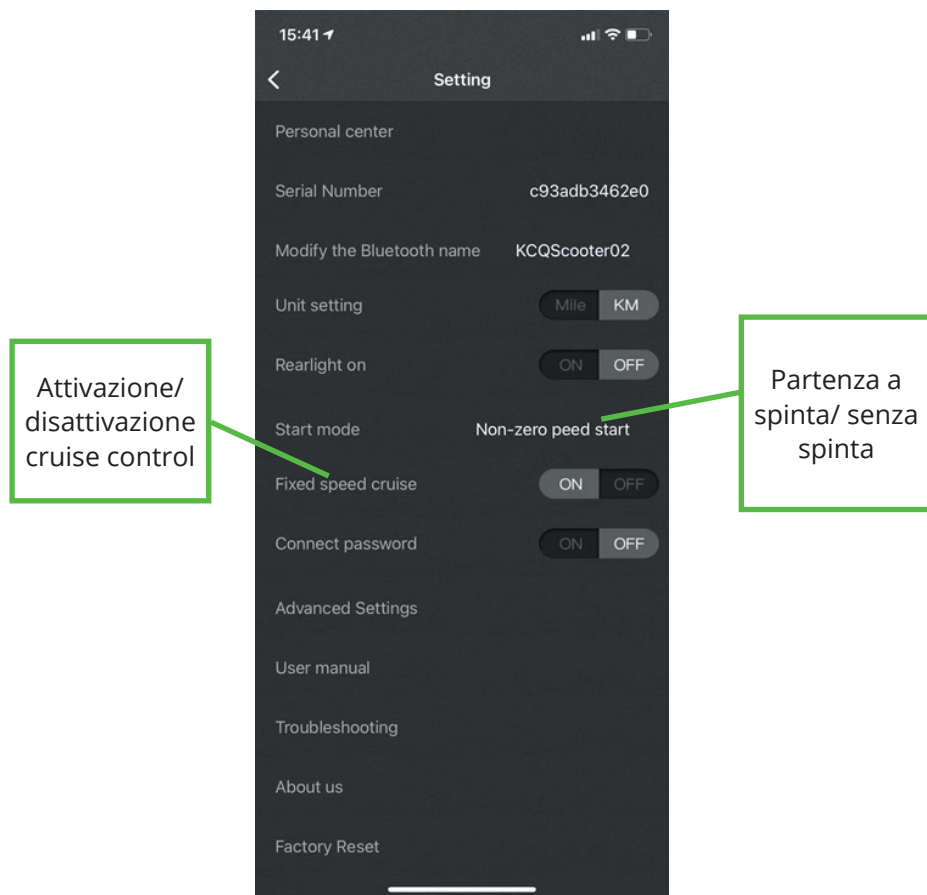 15:41
Setting
Personal center
Serial Number c93adb3462e0
Modify the Bluetooth name KCQScooter02
Unit setting Mile KM
Rearlight on ON OFF
Start mode Non-zero peed start
Fixed speed cruise ON OFF
Connect password ON OFF
Advanced Settings
User manual
Troubleshooting
About us
Factory Reset
Attivazione/
disattivazione
cruise control
Partenza a
spinta/ senza
spinta